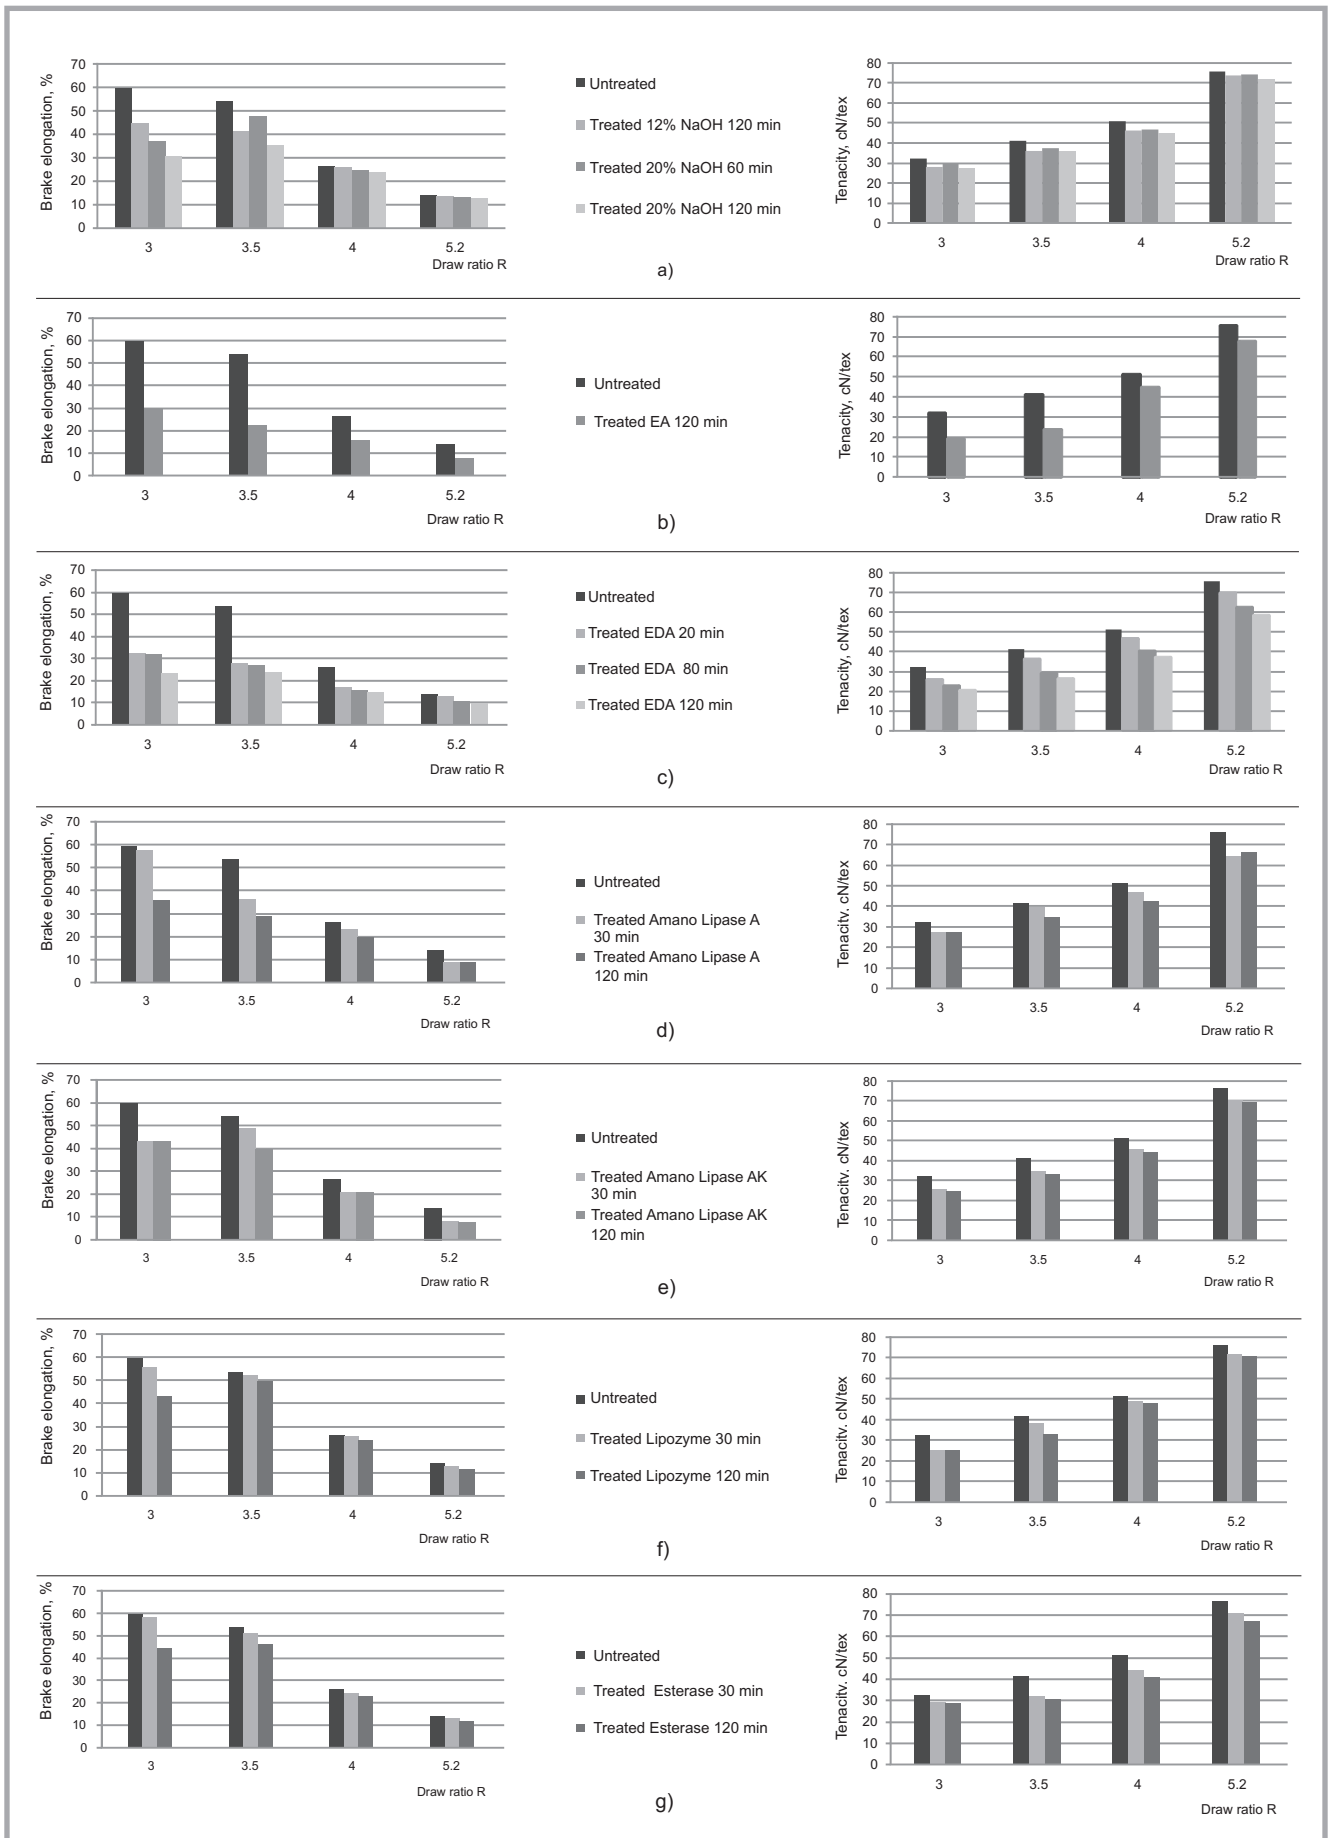 Brake elongation, %
70
60
50
40
30
20
10
0
3 3.5 4 5.2
Draw ratio R
Untreated
Treated 12% NaOH 120 min
Treated 20% NaOH 60 min
Treated 20% NaOH 120 min
Tenacity, cN/tex
80
70
60
50
40
30
20
10
0
3 3.5 4 5.2
Draw ratio R
a)
Brake elongation, %
70
60
50
40
30
20
10
0
3 3.5 4 5.2
Draw ratio R
Untreated
Treated EA 120 min
Tenacity, cN/tex
80
70
60
50
40
30
20
10
0
3 3.5 4 5.2
Draw ratio R
b)
Brake elongation, %
70
60
50
40
30
20
10
0
3 3.5 4 5.2
Draw ratio R
Untreated
Treated EDA 20 min
Treated EDA 80 min
Treated EDA 120 min
Tenacity, cN/tex
80
70
60
50
40
30
20
10
0
3 3.5 4 5.2
Draw ratio R
c)
Brake elongation, %
70
60
50
40
30
20
10
0
3 3.5 4 5.2
Draw ratio R
Untreated
Treated Amano Lipase A
30 min
Treated Amano Lipase A
120 min
Tenacity. cN/tex
80
70
60
50
40
30
20
10
0
3 3.5 4 5.2
Draw ratio R
d)
Brake elongation, %
70
60
50
40
30
20
10
0
3 3.5 4 5.2
Draw ratio R
Untreated
Treated Amano Lipase AK
30 min
Treated Amano Lipase AK
120 min
Tenacity. cN/tex
80
70
60
50
40
30
20
10
0
3 3.5 4 5.2
Draw ratio R
e)
Brake elongation, %
70
60
50
40
30
20
10
0
3 3.5 4 5.2
Draw ratio R
Untreated
Treated Lipozyme 30 min
Treated Lipozyme 120 min
Tenacity. cN/tex
80
70
60
50
40
30
20
10
0
3 3.5 4 5.2
Draw ratio R
f)
Brake elongation, %
70
60
50
40
30
20
10
0
3 3.5 4 5.2
Draw ratio R
Untreated
Treated Esterase 30 min
Treated Esterase 120 min
Tenacity. cN/tex
80
70
60
50
40
30
20
10
0
3 3.5 4 5.2
Draw ratio R
g)